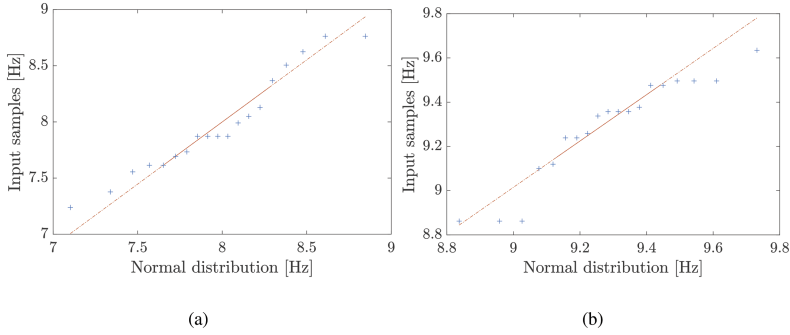 9
8.5
8
7.5
7
Input samples [Hz]
7 7.5 8 8.5 9
Normal distribution [Hz]
(a)
9.8
9.6
9.4
9.2
9
8.8
Input samples [Hz]
8.8 9 9.2 9.4 9.6 9.8
Normal distribution [Hz]
(b)